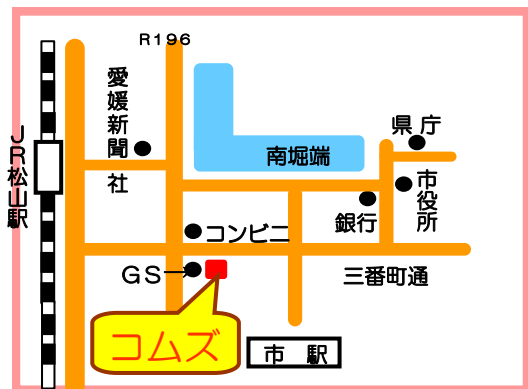 R196
愛媛新聞社
JR松山駅
南堀端
県庁
市役所
銀行
コンビニ
GS
三番町通
コムズ
市駅